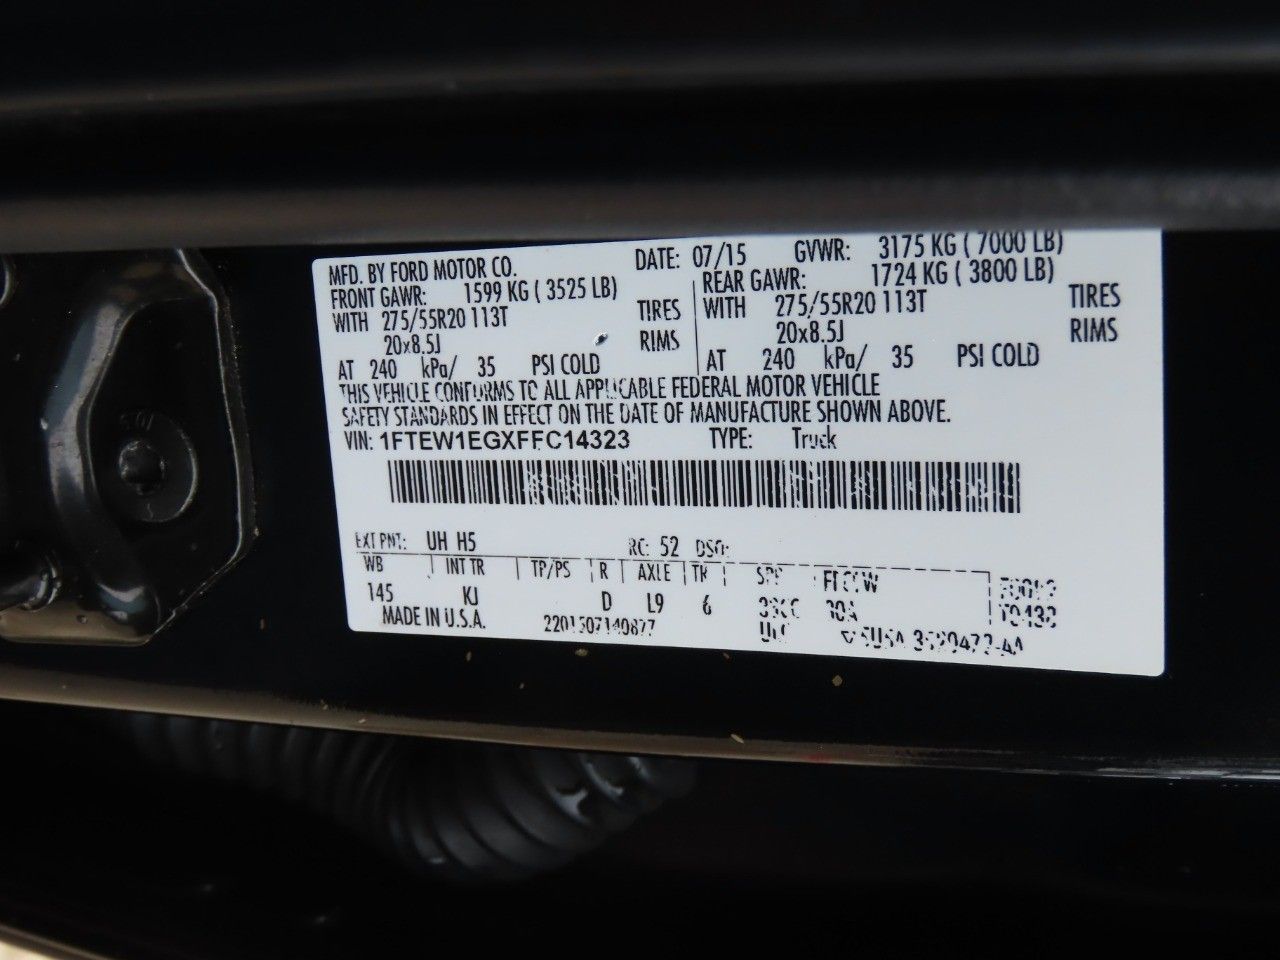 MFD. BY FORD MOTOR CO. DATE: 07/15 GVWR: 3175 KG ( 7000 LB)
FRONT GAWR: 1599 KG ( 3525 LB) REAR GAWR: 1724 KG ( 3800 LB)
WITH 275/55R20 113T TIRES WITH 275/55R20 113T TIRES
20x8.5J RIMS 20x8.5J RIMS
AT 240 kPa/ 35 PSI COLD AT 240 kPa/ 35 PSI COLD
THIS VEHICLE CONFORMS TO ALL APPLICABLE FEDERAL MOTOR VEHICLE
SAFETY STANDARDS IN EFFECT ON THE DATE OF MANUFACTURE SHOWN ABOVE.
VIN: 1FTEW1EGXFFC14323 TYPE: Truck
EXT PNT: UH H5 RC: 52 DSO:
WB INT TR TP/PS R AXLE TR
145 KJ D L9 6
MADE IN U.S.A. 2201507140877